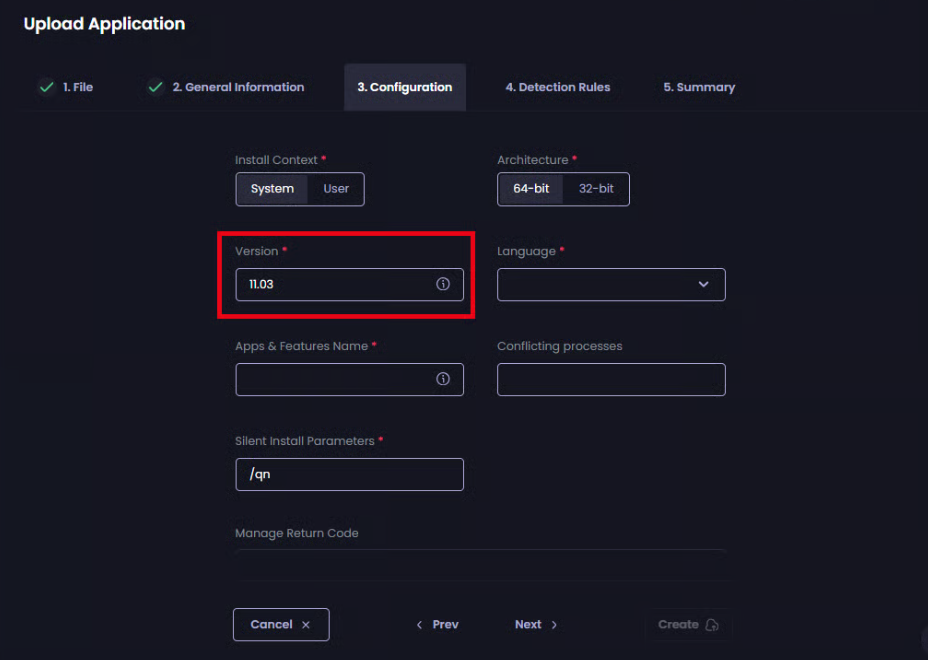 Upload Application
1. File
2. General Information
3. Configuration
4. Detection Rules
5. Summary
Install Context *
Architecture *
System
User
64-bit
32-bit
Version *
Language *
11.03
Apps & Features Name *
Conflicting processes
Silent Install Parameters *
/qn
Manage Return Code
Cancel
Prev
Next
Create